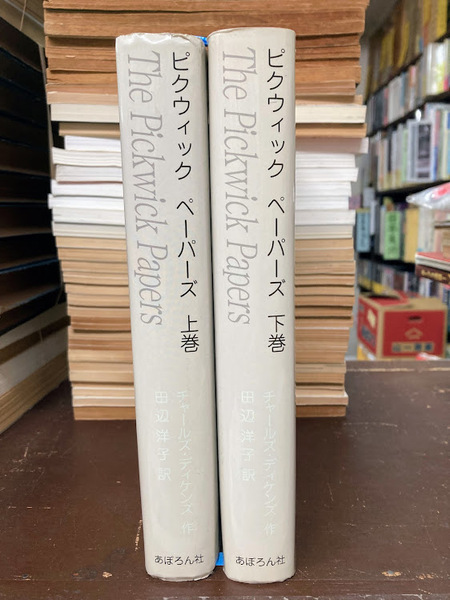 ピクウィック ペーパーズ 上巻
The Pickwick Papers
チャールズ・ディケンズ 作
田辺洋子 訳
あぽろん社
ピクウィック ペーパーズ 下巻
The Pickwick Papers
チャールズ・ディケンズ 作
田辺洋子 訳
あぽろん社